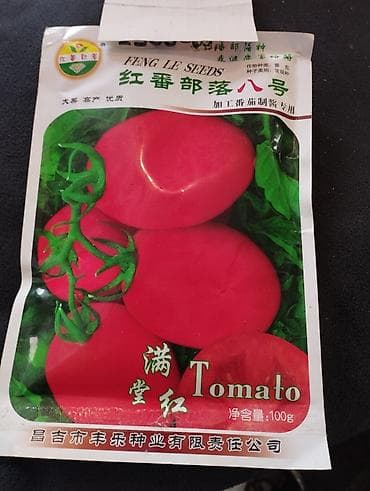 FENG LE SEEDS
红番部落八号
大果 高产 优质
加工番茄制酱专用
满堂红
Tomato
净含量:100g
昌吉市丰乐种业有限责任公司